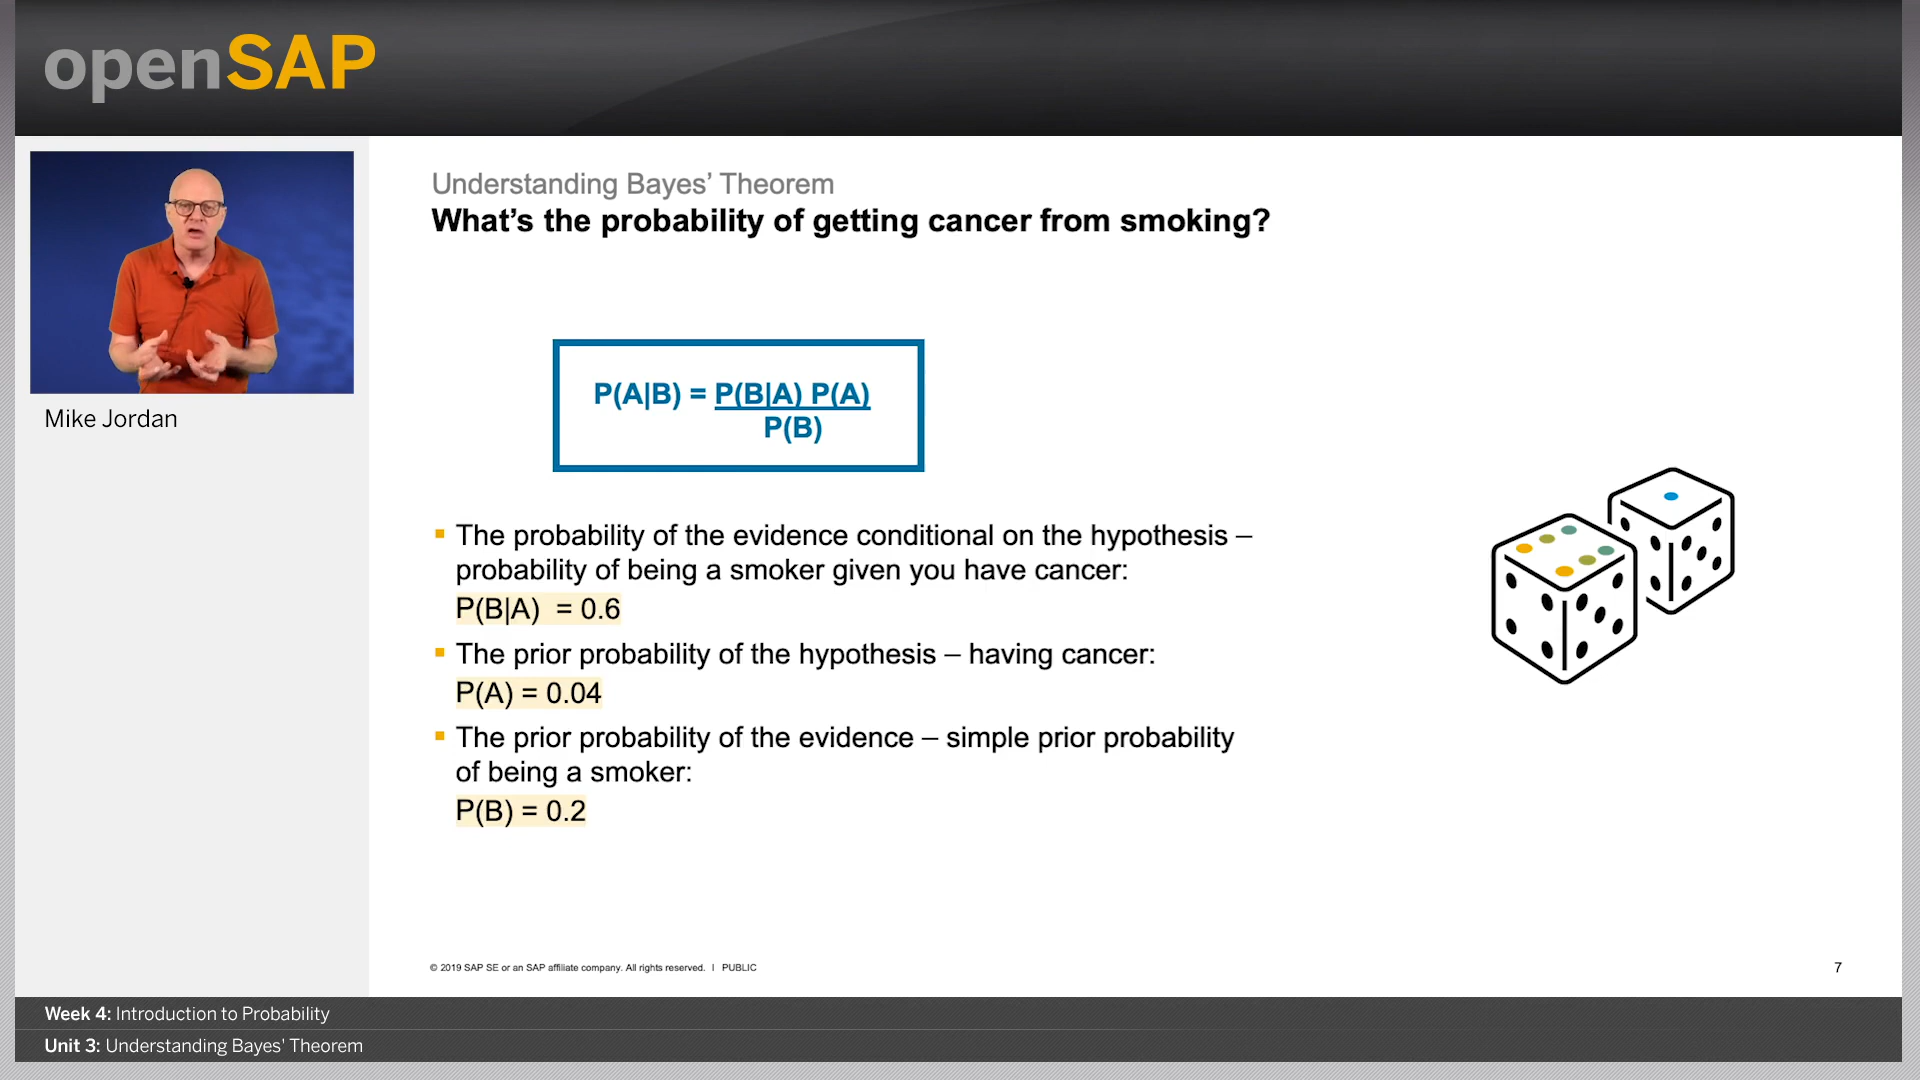 openSAP
Mike Jordan
Understanding Bayes’ Theorem
What’s the probability of getting cancer from smoking?
P(A|B) = P(B|A) P(A)
P(B)
▪ The probability of the evidence conditional on the hypothesis –
probability of being a smoker given you have cancer:
P(B|A)  = 0.6
▪ The prior probability of the hypothesis – having cancer:
P(A) = 0.04
▪ The prior probability of the evidence – simple prior probability
of being a smoker:
P(B) = 0.2
© 2019 SAP SE or an SAP affiliate company. All rights reserved. ǀ PUBLIC
7
Week 4: Introduction to Probability
Unit 3: Understanding Bayes' Theorem